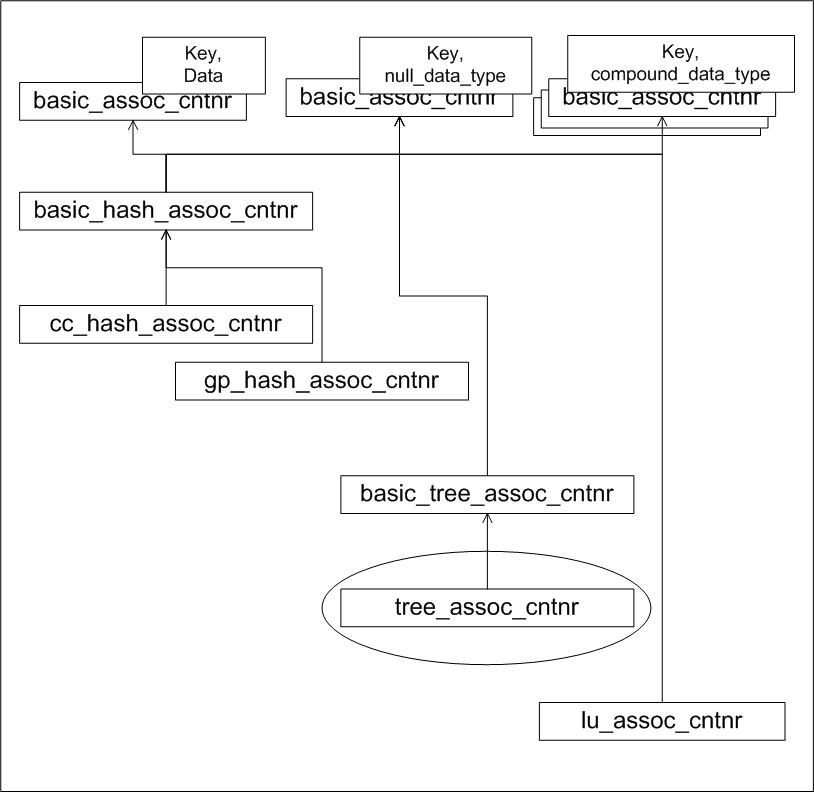 Key,
Data
basic_assoc_cntnr
Key,
null_data_type
basic_assoc_cntnr
Key,
compound_data_type
basic_assoc_cntnr
basic_hash_assoc_cntnr
cc_hash_assoc_cntnr
gp_hash_assoc_cntnr
basic_tree_assoc_cntnr
tree_assoc_cntnr
lu_assoc_cntnr